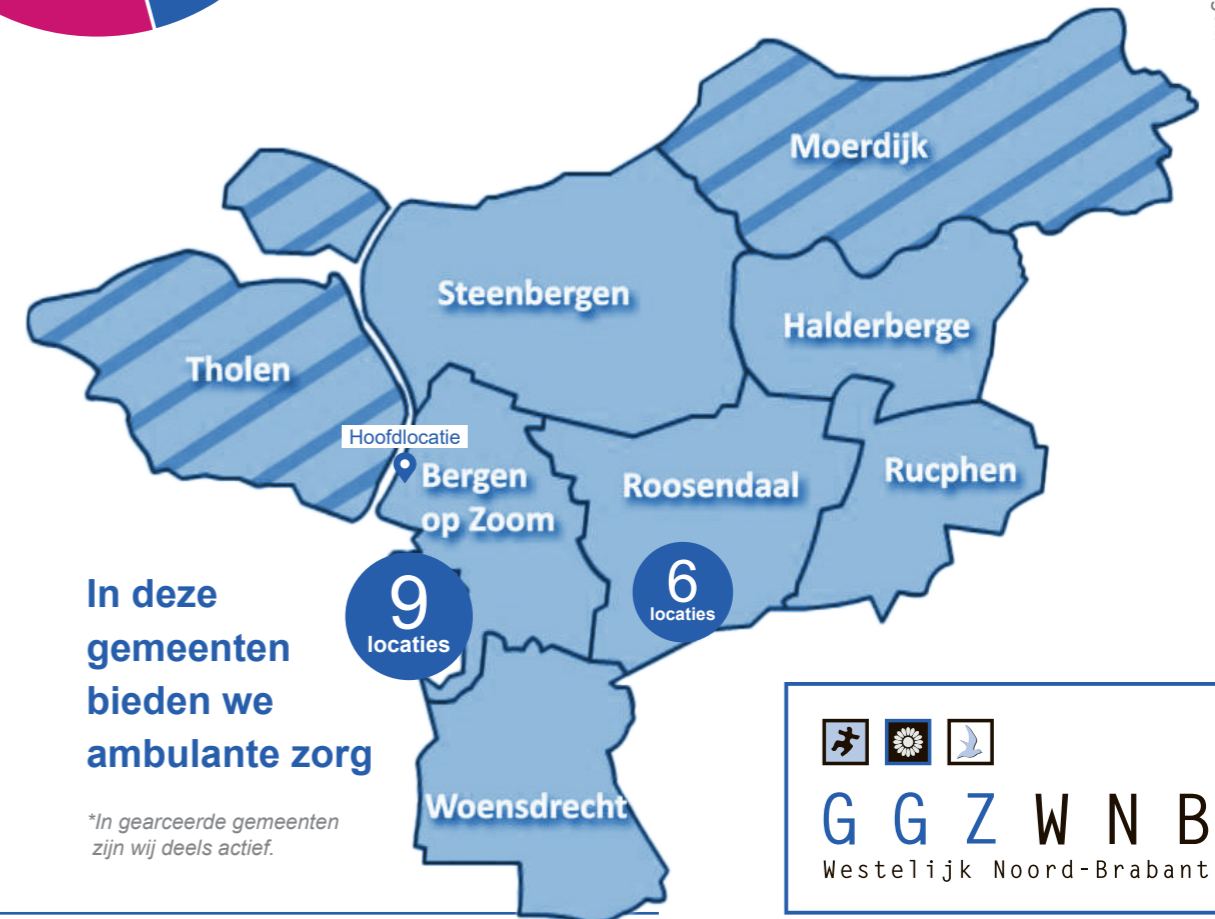 Moerdijk
Steenbergen
Halderberge
Tholen
Hoofdlocatie
Bergen
op Zoom
Roosendaal
Rucphen
9
locaties
6
locaties
In deze
gemeenten
bieden we
ambulante zorg
Woensdrecht
*In gearceerde gemeenten
zijn wij deels actief.
GGZWNB
Westelijk Noord-Brabant